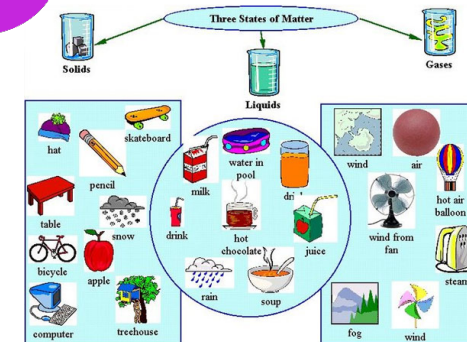 Three States of Matter
Solids
Liquids
Gases
hat
skateboard
pencil
table
snow
bicycle
apple
computer
treehouse
milk
water in
pool
drink
hot
chocolate
juice
rain
soup
wind
air
hot air
balloon
wind from
fan
steam
fog
wind